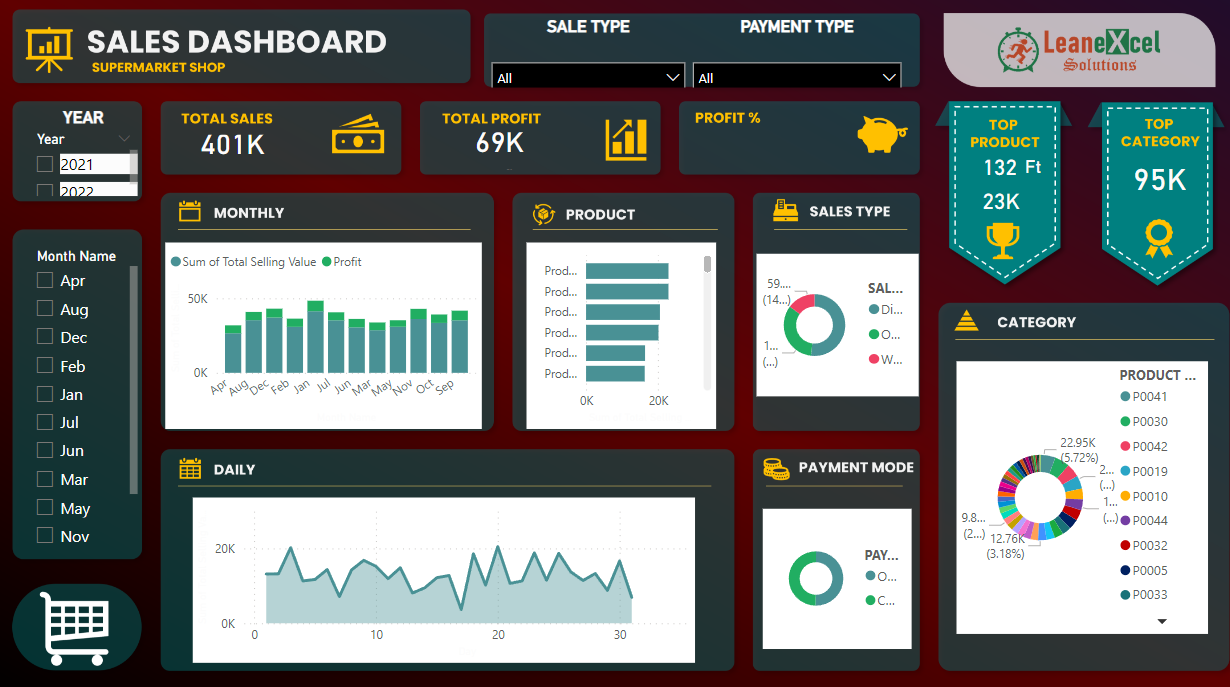 SALES DASHBOARD
SUPERMARKET SHOP
SALE TYPE
All
PAYMENT TYPE
All
LeaneXcel
Solutions
YEAR
Year
2021
2022
TOTAL SALES
401K
TOTAL PROFIT
69K
PROFIT %
TOP
PRODUCT
132 Ft
23K
TOP
CATEGORY
95K
Month Name
Apr
Aug
Dec
Feb
Jan
Jul
Jun
Mar
May
Nov
MONTHLY
Sum of Total Selling Value Profit
50K
0K
Apr Aug Dec Feb Jan Jul Jun Mar May Nov Oct Sep
PRODUCT
Prod...
Prod...
Prod...
Prod...
Prod...
Prod...
0K 20K
SALES TYPE
59....
(14...)
1...
(...)
SAL...
Di...
O...
W...
CATEGORY
PRODUCT ...
P0041
P0030
P0042
P0019
P0010
P0044
P0032
P0005
P0033
22.95K
(5.72%)
2...
(...)
1...
(...)
12.76K
(3.18%)
9.8...
(2...)
DAILY
20K
0K
0 10 20 30
PAYMENT MODE
PAY...
O...
C...